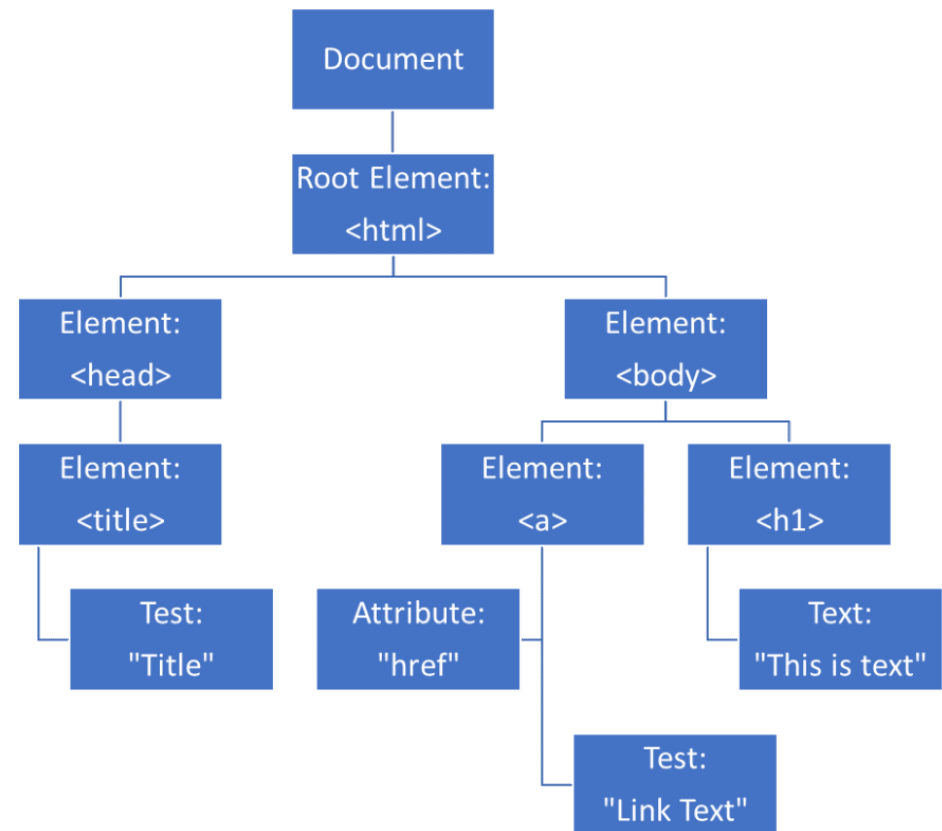 Document
Root Element:
<html>
Element:
<head>
Element:
<body>
Element:
<title>
Element:
<a>
Element:
<h1>
Test:
"Title"
Attribute:
"href"
Text:
"This is text"
Test:
"Link Text"